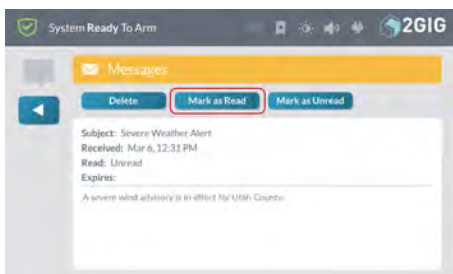 System Ready To Arm
2GIG
Messages
Delete
Mark as Read
Mark as Unread
Subject: Severe Weather Alert
Received: Mar 6, 12:31 PM
Read: Unread
Expires:
A severe wind advisory is in effect for Utah County.